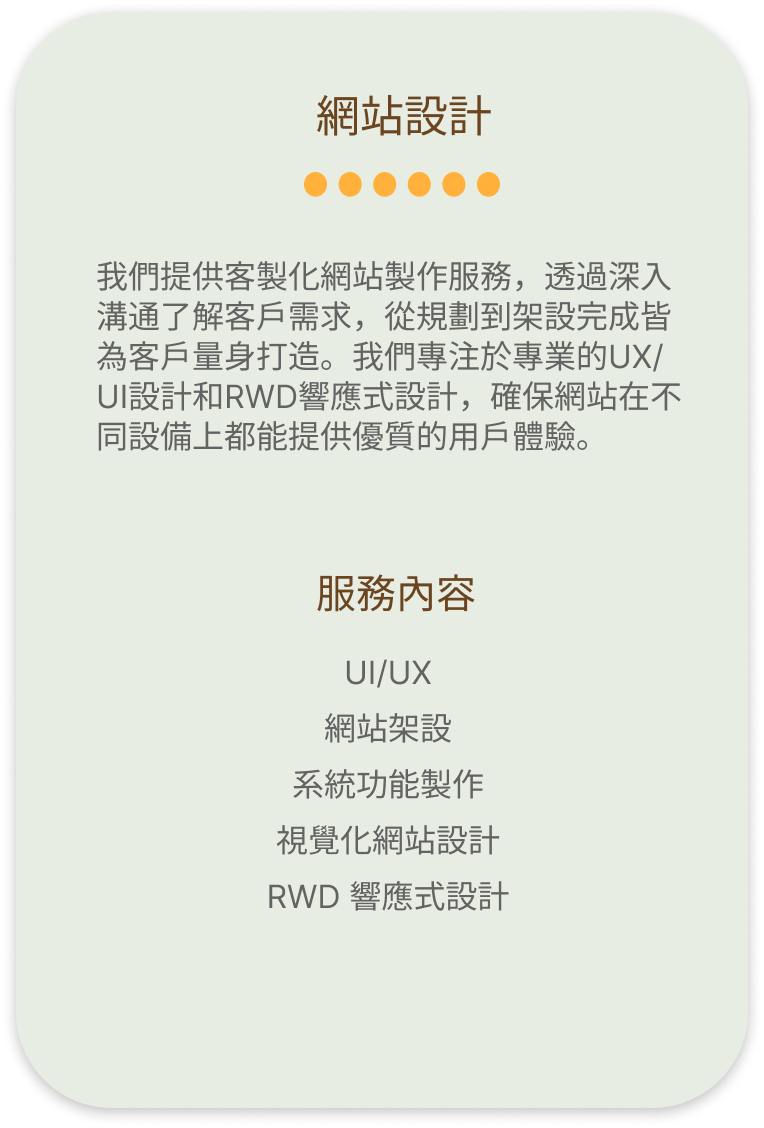 網站設計
我們提供客製化網站製作服務，透過深入
溝通了解客戶需求，從規劃到架設完成皆
為客戶量身打造。我們專注於專業的UX/
UI設計和RWD響應式設計，確保網站在不
同設備上都能提供優質的用戶體驗。
服務內容
UI/UX
網站架設
系統功能製作
視覺化網站設計
RWD 響應式設計